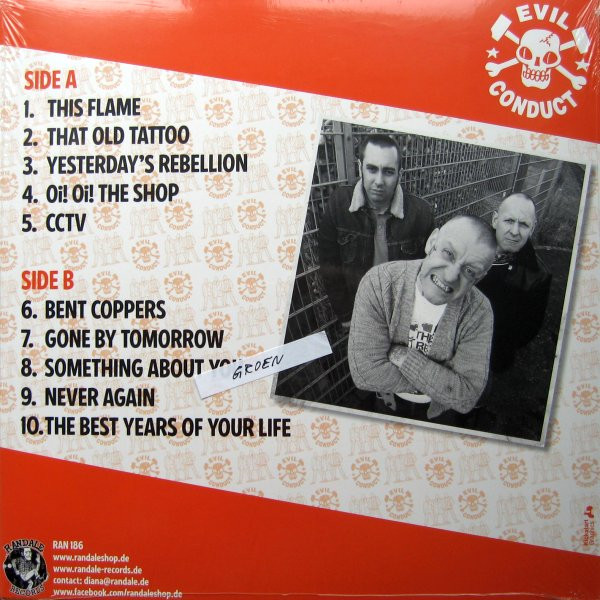 EVIL
CONDUCT
SIDE A
1. THIS FLAME
2. THAT OLD TATTOO
3. YESTERDAY'S REBELLION
4. Oi! Oi! THE SHOP
5. CCTV
SIDE B
6. BENT COPPERS
7. GONE BY TOMORROW
8. SOMETHING ABOUT
GROEN
9. NEVER AGAIN
10. THE BEST YEARS OF YOUR LIFE
RANDALE
RECORDS
RAN 186
www.randaleshop.de
www.randale-records.de
contact: diana@randale.de
www.facebook.com/randaleshop.de